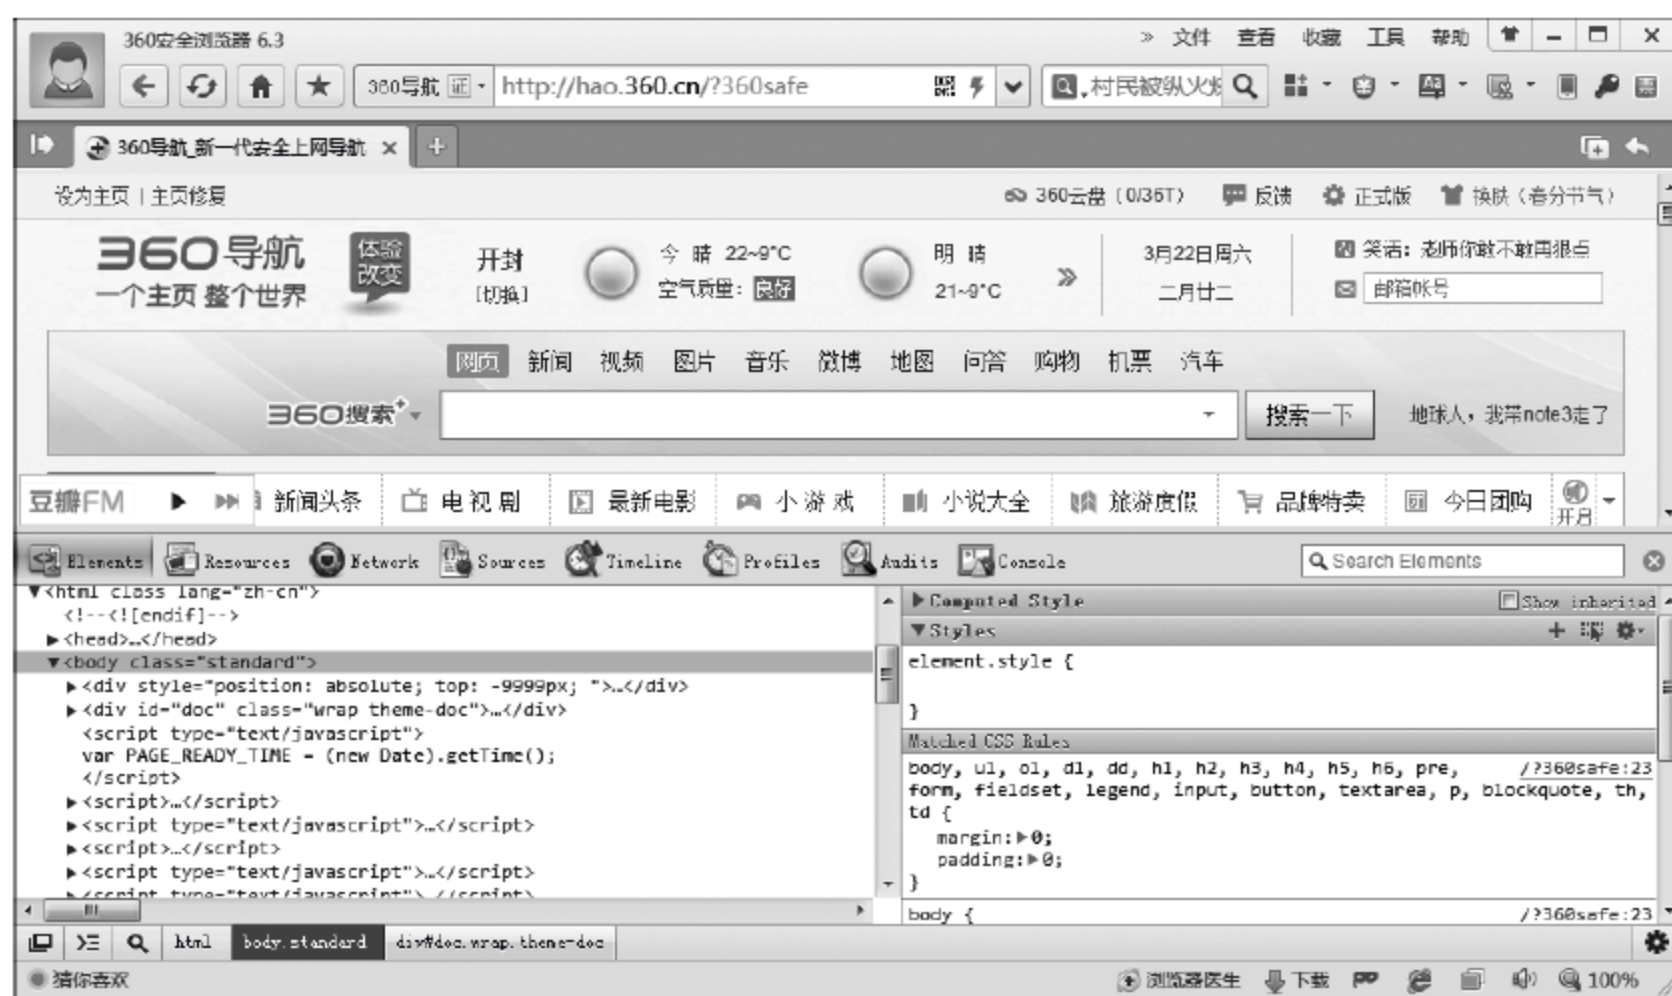 360安全浏览器 6.3 » 文件 查看 收藏 工具 帮助
360导航 证 http://hao.360.cn/?360safe 村民被纵火烧
360导航_新一代安全上网导航
设为主页 | 主页修复 360云盘 (0/36T) 反馈 正式版 换肤 (春分节气)
360导航 体验改变 开封 今 晴 22~9°C 明 晴 3月22日周六 笑话: 老师你敢不敢再狠点
一个主页 整个世界 [切换] 空气质量: 良好 21~9°C 二月廿二 邮箱帐号
网页 新闻 视频 图片 音乐 微博 地图 问答 购物 机票 汽车
360搜索+ 搜索一下 地球人,我带note3走了
豆瓣FM 新闻头条 电视剧 最新电影 小游戏 小说大全 旅游度假 品牌特卖 今日团购 开启
Elements Resources Network Sources Timeline Profiles Audits Console Search Elements
▼<html class lang="zh-cn">
<!--<![endif]-->
▶<head>…</head>
▼<body class="standard">
▶<div style="position: absolute; top: -9999px; ">…</div>
▶<div id="doc" class="wrap theme-doc">…</div>
<script type="text/javascript">
var PAGE_READY_TIME = (new Date).getTime();
</script>
▶<script>…</script>
▶<script type="text/javascript">…</script>
▶<script>…</script>
▶<script type="text/javascript">…</script>
▶<script type="text/javascript">…</script>
▶Computed Style Show inherited
▼Styles
element.style {
}
Matched CSS Rules
body, ul, ol, dl, dd, h1, h2, h3, h4, h5, h6, pre, /?360safe:23
form, fieldset, legend, input, button, textarea, p, blockquote, th,
td {
margin:▶0;
padding:▶0;
}
body { /?360safe:23
html body.standard div#doc.wrap.theme-doc
猜你喜欢 浏览器医生 下载 100%